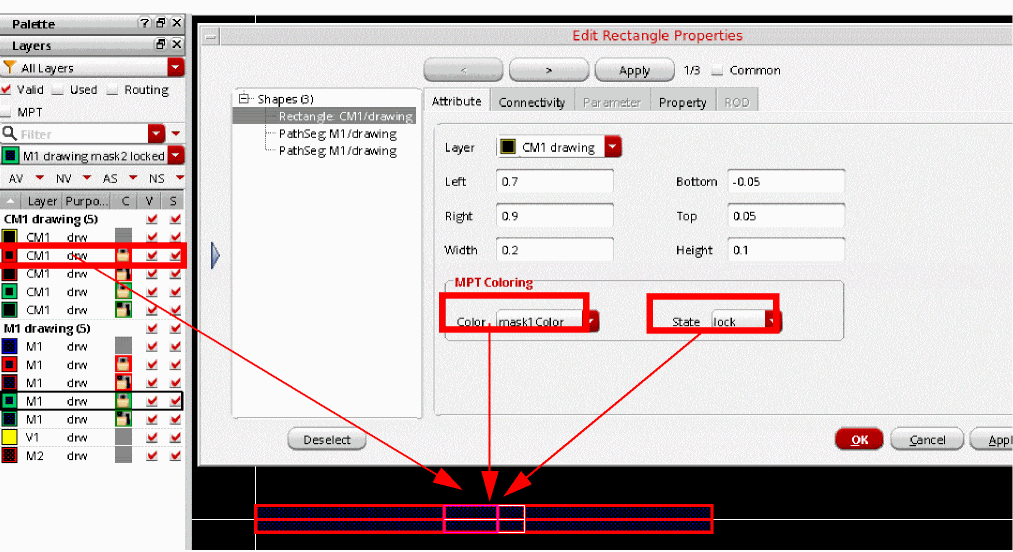 Palette
Layers
All Layers
Valid Used Routing
MPT
Filter
M1 drawing mask2 locked
AV NV AS NS
Layer Purpo... C V S
CM1 drawing (5)
CM1 drw
CM1 drw
CM1 drw
CM1 drw
CM1 drw
M1 drawing (5)
M1 drw
M1 drw
M1 drw
M1 drw
M1 drw
V1 drw
M2 drw
Edit Rectangle Properties
< > Apply 1/3 Common
Shapes (3)
Rectangle: CM1/drawing
PathSeg: M1/drawing
PathSeg: M1/drawing
Attribute Connectivity Parameter Property ROD
Layer CM1 drawing
Left 0.7 Bottom -0.05
Right 0.9 Top 0.05
Width 0.2 Height 0.1
MPT Coloring
Color mask1Color State lock
Deselect
OK Cancel Appl